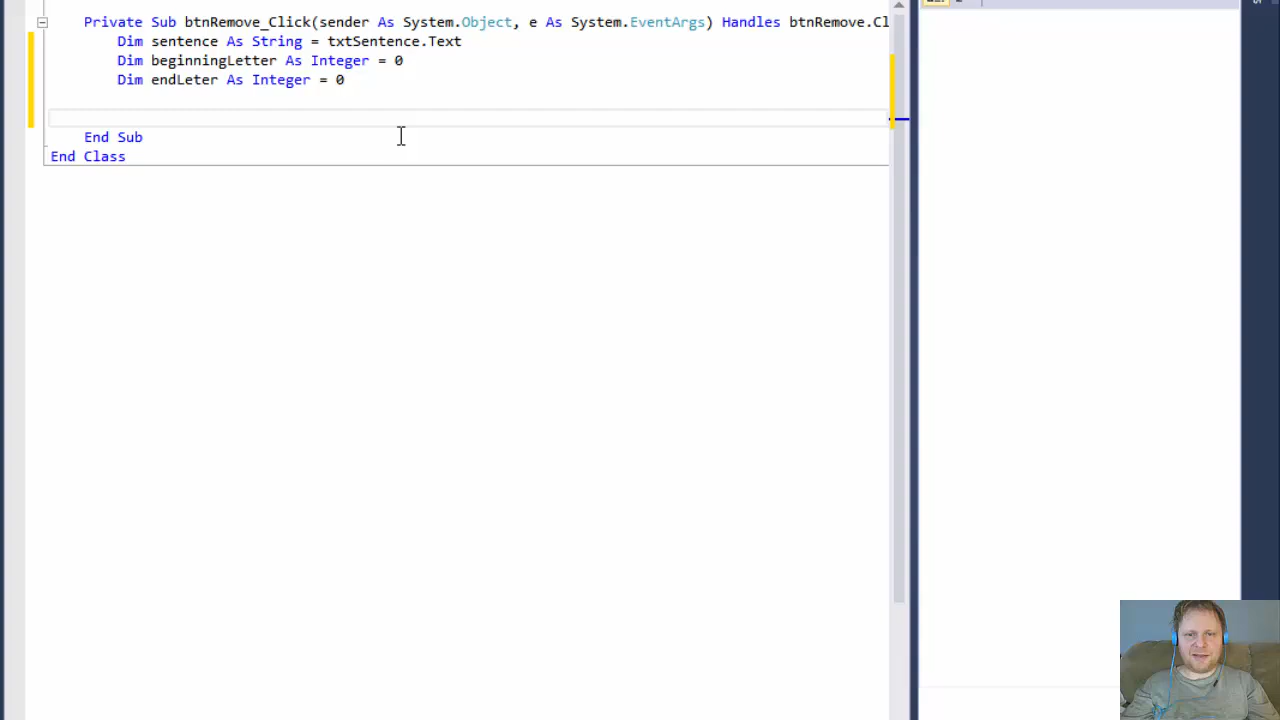 Private Sub btnRemove_Click(sender As System.Object, e As System.EventArgs) Handles btnRemove.Cl
Dim sentence As String = txtSentence.Text
Dim beginningLetter As Integer = 0
Dim endLeter As Integer = 0
End Sub
End Class